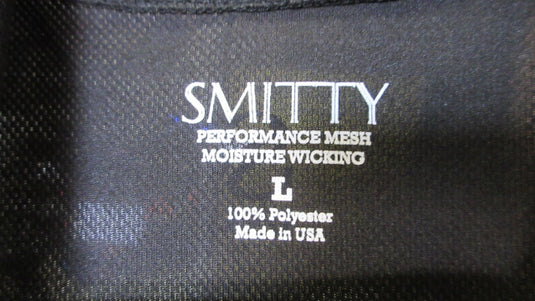 SMITTY
PERFORMANCE MESH
MOISTURE WICKING
L
100% Polyester
Made in USA